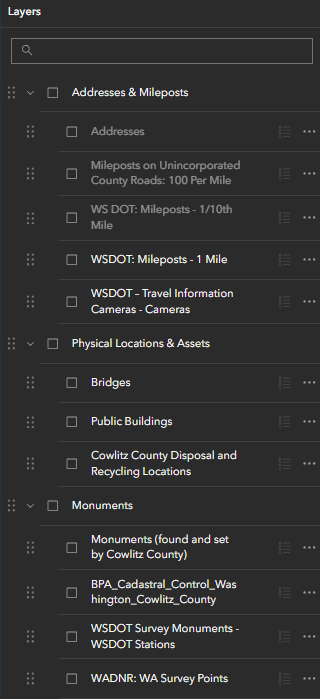 Layers
Addresses & Mileposts
Addresses
Mileposts on Unincorporated
County Roads: 100 Per Mile
WS DOT: Mileposts - 1/10th
Mile
WSDOT: Mileposts - 1 Mile
WSDOT – Travel Information
Cameras - Cameras
Physical Locations & Assets
Bridges
Public Buildings
Cowlitz County Disposal and
Recycling Locations
Monuments
Monuments (found and set
by Cowlitz County)
BPA_Cadastral_Control_Was
hington_Cowlitz_County
WSDOT Survey Monuments -
WSDOT Stations
WADNR: WA Survey Points